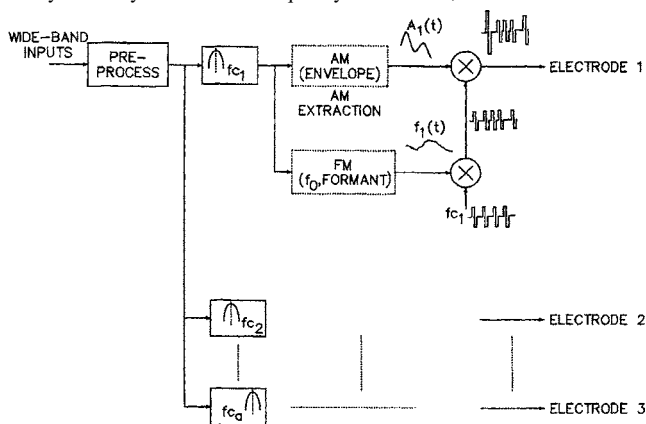 WIDE-BAND
INPUTS
PRE-
PROCESS
fc1
AM
(ENVELOPE)
AM
EXTRACTION
A1(t)
ELECTRODE 1
FM
(f0,FORMANT)
f1(t)
fc1
fc2
ELECTRODE 2
fca
ELECTRODE 3